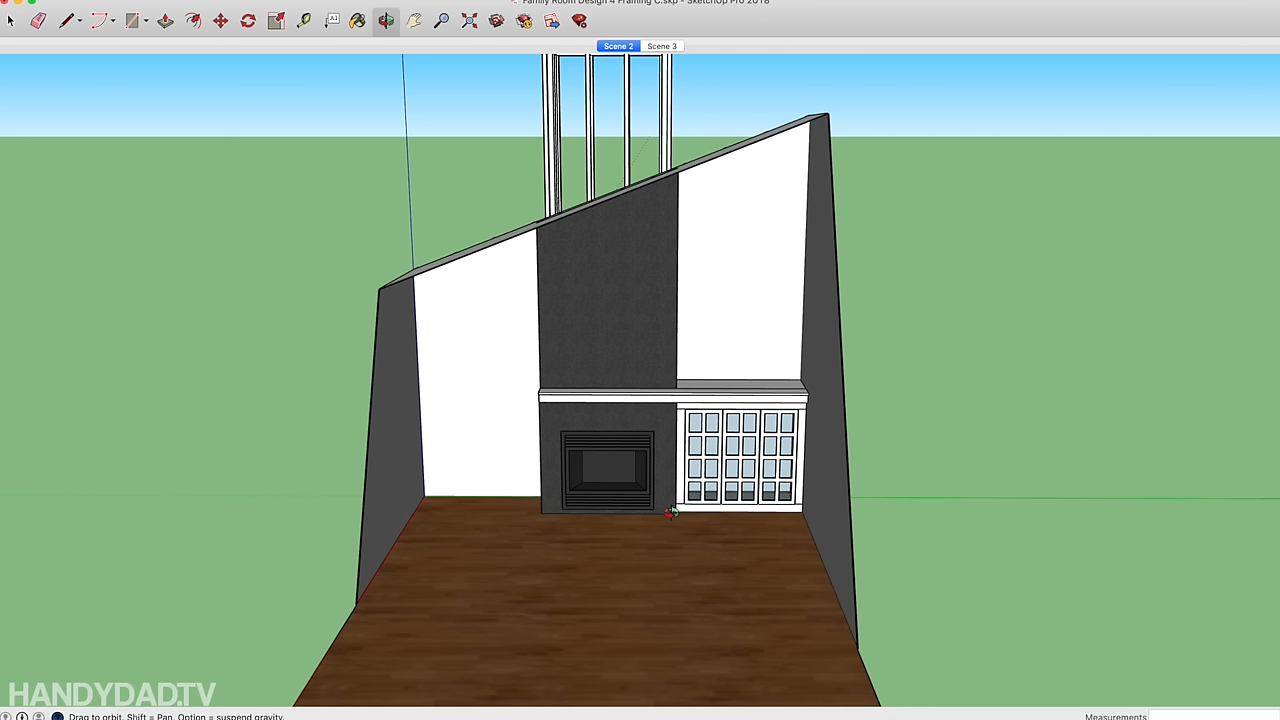 Family Room Design 4 Framing C.skp - SketchUp Pro 2018
A1
Scene 2
Scene 3
HANDYDAD.TV
Drag to orbit. Shift = Pan, Option = suspend gravity.
Measurements